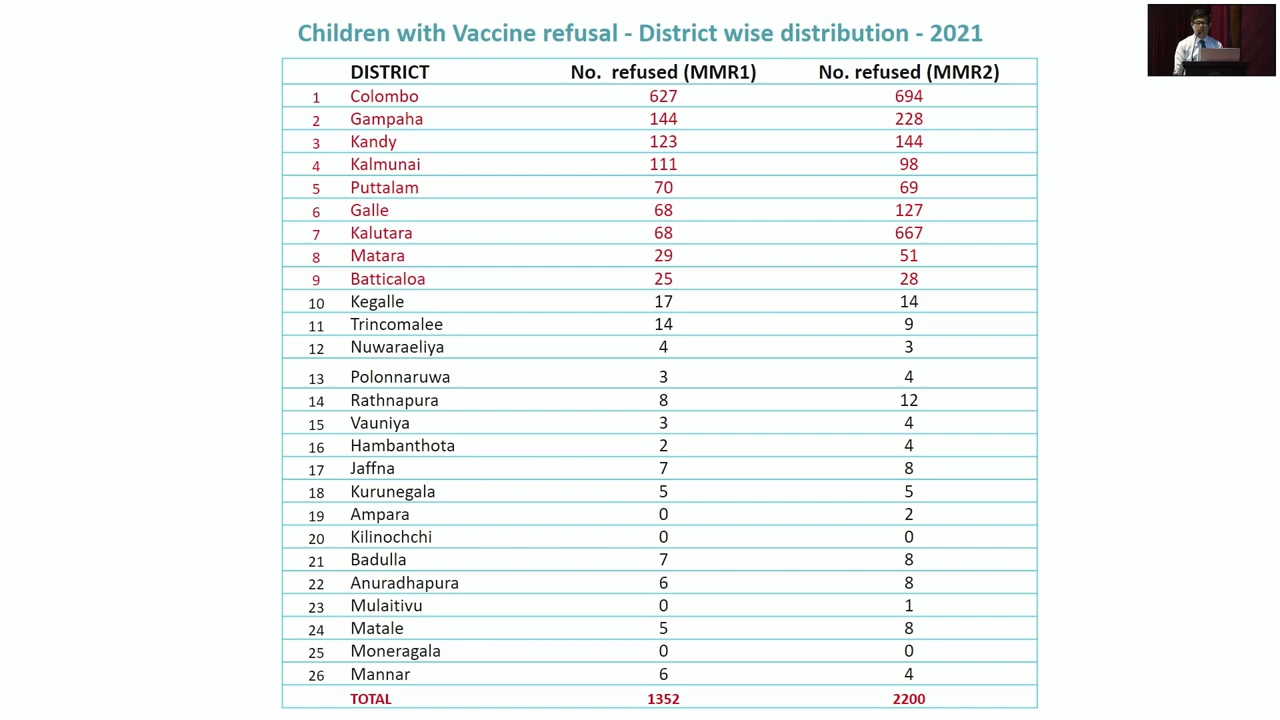 Children with Vaccine refusal - District wise distribution - 2021
DISTRICT No. refused (MMR1) No. refused (MMR2)
1 Colombo 627 694
2 Gampaha 144 228
3 Kandy 123 144
4 Kalmunai 111 98
5 Puttalam 70 69
6 Galle 68 127
7 Kalutara 68 667
8 Matara 29 51
9 Batticaloa 25 28
10 Kegalle 17 14
11 Trincomalee 14 9
12 Nuwaraeliya 4 3
13 Polonnaruwa 3 4
14 Rathnapura 8 12
15 Vauniya 3 4
16 Hambanthota 2 4
17 Jaffna 7 8
18 Kurunegala 5 5
19 Ampara 0 2
20 Kilinochchi 0 0
21 Badulla 7 8
22 Anuradhapura 6 8
23 Mulaitivu 0 1
24 Matale 5 8
25 Moneragala 0 0
26 Mannar 6 4
TOTAL 1352 2200